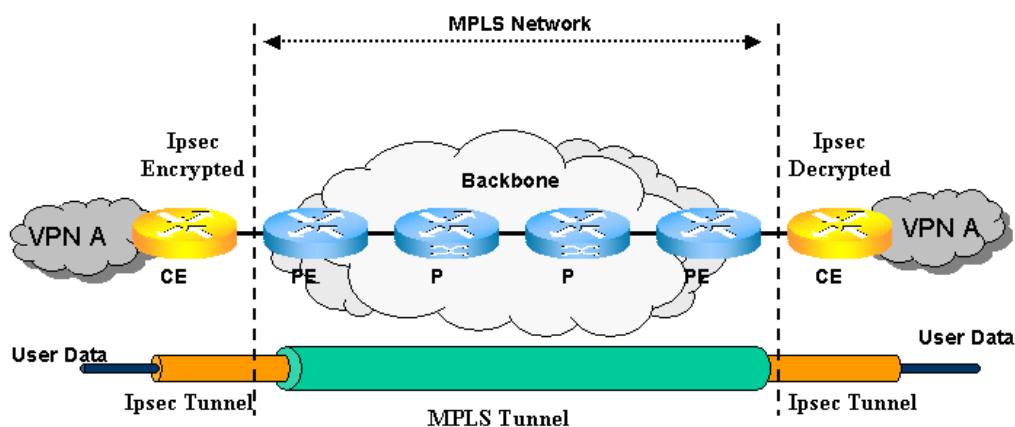 MPLS Network
Ipsec
Encrypted
Ipsec
Decrypted
Backbone
VPN A
VPN A
CE
PE
P
P
PE
CE
User Data
User Data
Ipsec Tunnel
MPLS Tunnel
Ipsec Tunnel